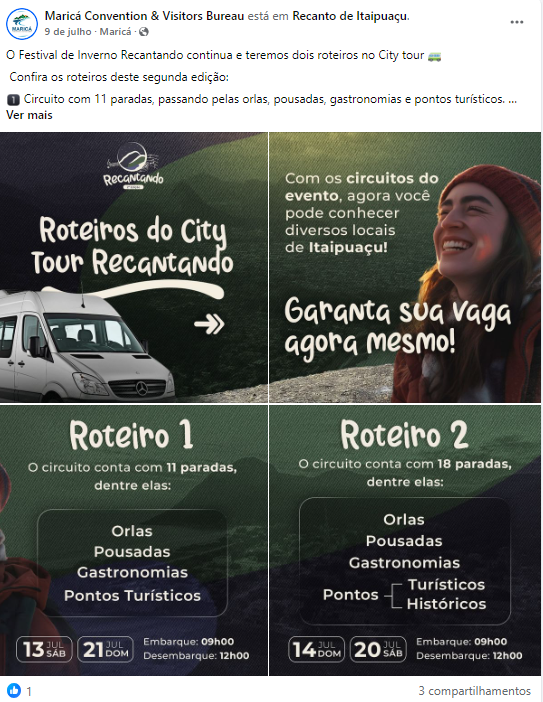 Maricá Convention & Visitors Bureau está em Recanto de Itaipuaçu.
9 de julho · Maricá ·
O Festival de Inverno Recantando continua e teremos dois roteiros no City tour
Confira os roteiros deste segunda edição:
1 Circuito com 11 paradas, passando pelas orlas, pousadas, gastronomias e pontos turísticos. ...
Ver mais
Recantando
Roteiros do City
Tour Recantando
Com os circuitos do
evento, agora você
pode conhecer
diversos locais
de Itaipuaçu!
Garanta sua vaga
agora mesmo!
Roteiro 1
O circuito conta com 11 paradas,
dentre elas:
Orlas
Pousadas
Gastronomias
Pontos Turísticos
13 JUL SÁB 21 JUL DOM
Embarque: 09h00
Desembarque: 12h00
Roteiro 2
O circuito conta com 18 paradas,
dentre elas:
Orlas
Pousadas
Gastronomias
Pontos
Turísticos
Históricos
14 JUL DOM 20 JUL SÁB
Embarque: 09h00
Desembarque: 12h00
1
3 compartilhamentos